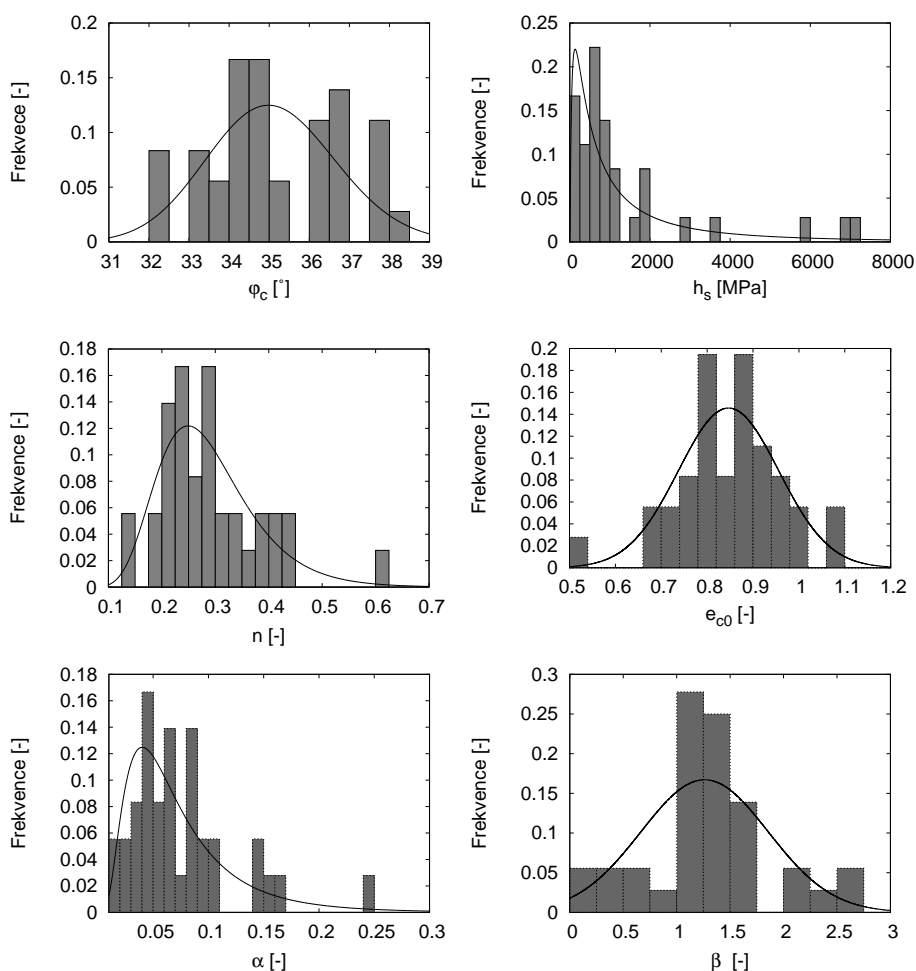 0.2
0.15
0.1
0.05
0
Frekvece [-]
31 32 33 34 35 36 37 38 39
φc [°]
0.25
0.2
0.15
0.1
0.05
0
Frekvence [-]
0 2000 4000 6000 8000
hs [MPa]
0.18
0.16
0.14
0.12
0.1
0.08
0.06
0.04
0.02
0
Frekvence [-]
0.1 0.2 0.3 0.4 0.5 0.6 0.7
n [-]
0.2
0.18
0.16
0.14
0.12
0.1
0.08
0.06
0.04
0.02
0
Frekvence [-]
0.5 0.6 0.7 0.8 0.9 1 1.1 1.2
ec0 [-]
0.18
0.16
0.14
0.12
0.1
0.08
0.06
0.04
0.02
0
Frekvence [-]
0.05 0.1 0.15 0.2 0.25 0.3
α [-]
0.3
0.25
0.2
0.15
0.1
0.05
0
Frekvence [-]
0 0.5 1 1.5 2 2.5 3
β [-]